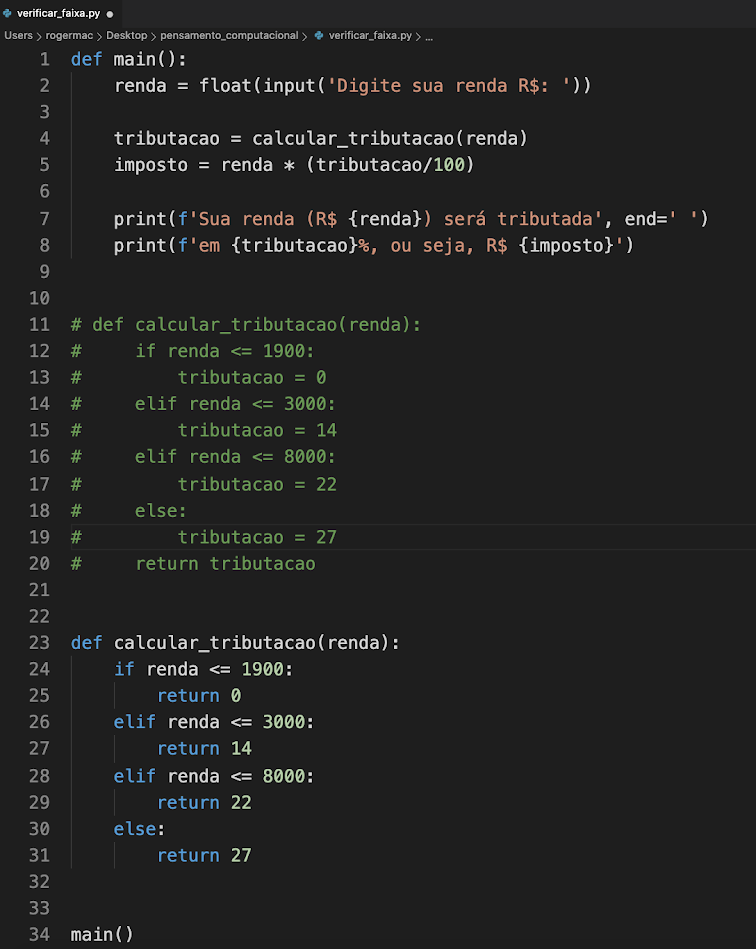 verificar_faixa.py ●
Users > rogermac > Desktop > pensamento_computacional > verificar_faixa.py > ...
1 def main():
2     renda = float(input('Digite sua renda R$: '))
3
4     tributacao = calcular_tributacao(renda)
5     imposto = renda * (tributacao/100)
6
7     print(f'Sua renda (R$ {renda}) será tributada', end=' ')
8     print(f'em {tributacao}%, ou seja, R$ {imposto}')
9
10
11 # def calcular_tributacao(renda):
12 #     if renda <= 1900:
13 #         tributacao = 0
14 #     elif renda <= 3000:
15 #         tributacao = 14
16 #     elif renda <= 8000:
17 #         tributacao = 22
18 #     else:
19 #         tributacao = 27
20 #     return tributacao
21
22
23 def calcular_tributacao(renda):
24     if renda <= 1900:
25         return 0
26     elif renda <= 3000:
27         return 14
28     elif renda <= 8000:
29         return 22
30     else:
31         return 27
32
33
34 main()